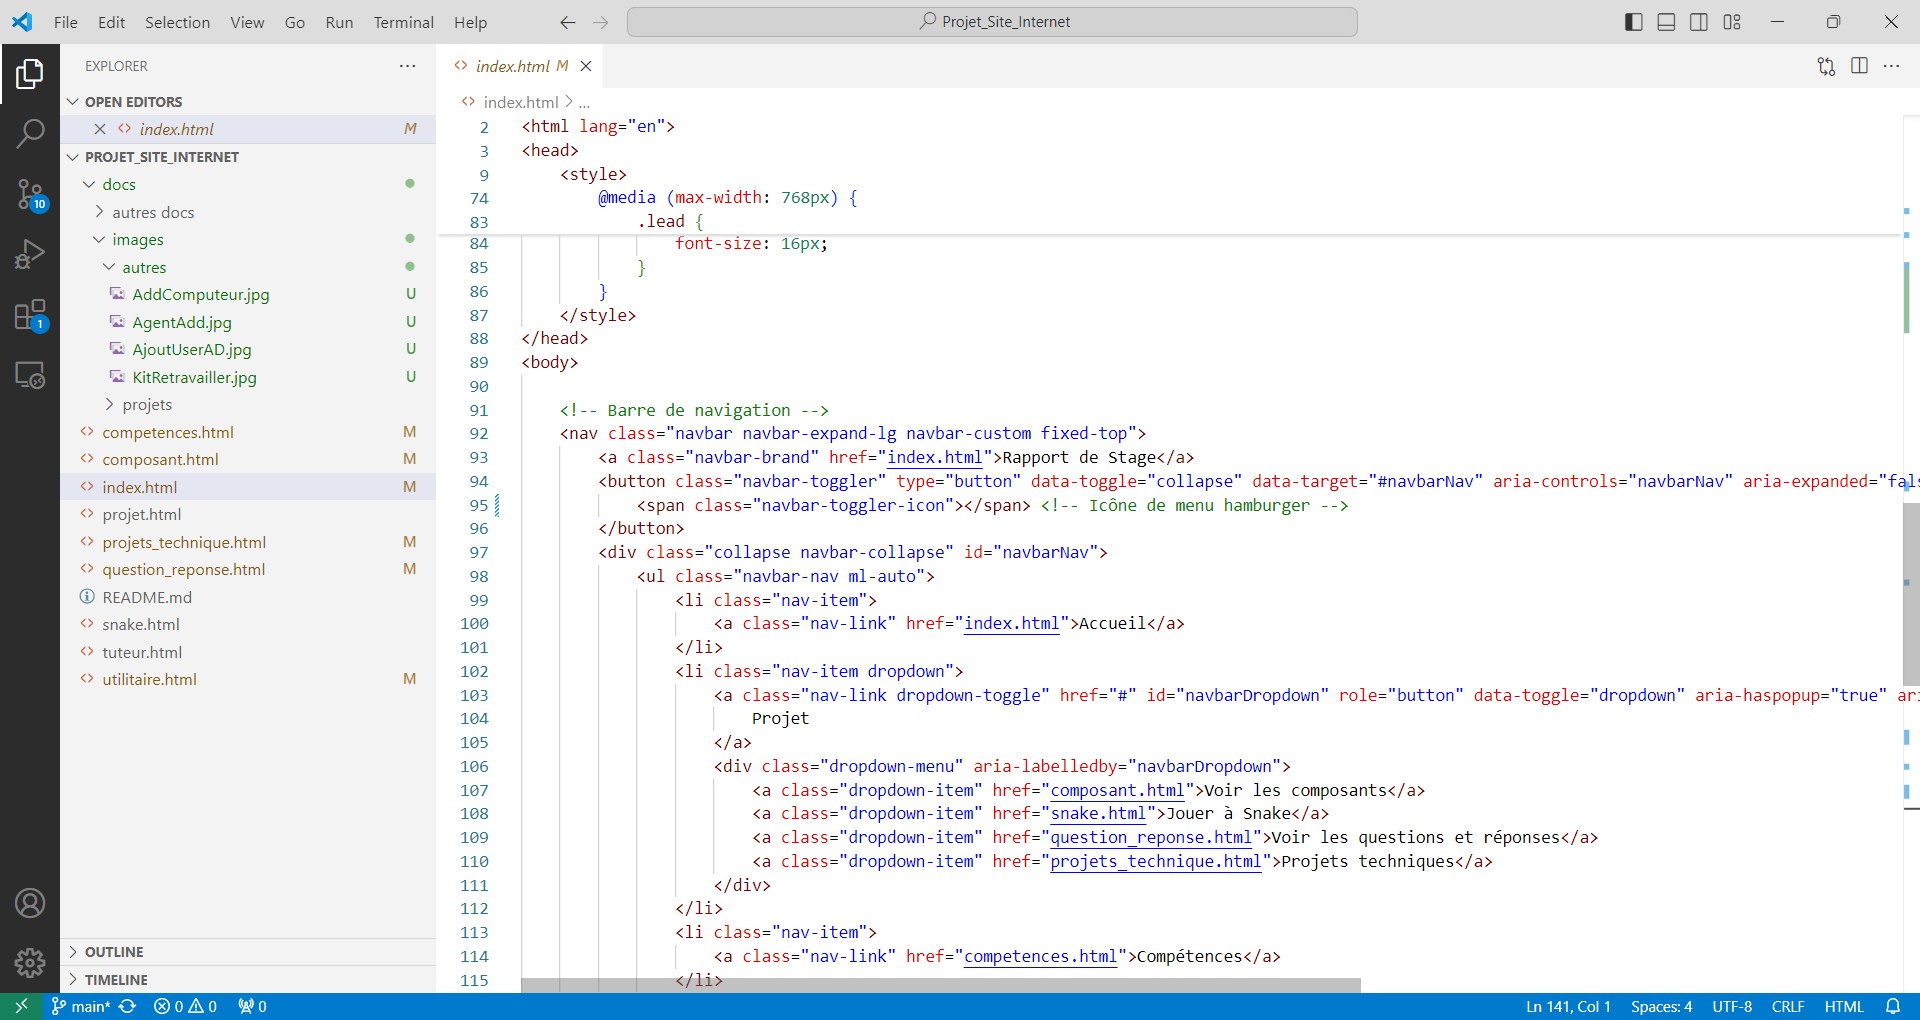 File Edit Selection View Go Run Terminal Help
Projet_Site_Internet
EXPLORER
OPEN EDITORS
index.html M
PROJET_SITE_INTERNET
docs
autres docs
images
autres
AddComputeur.jpg U
AgentAdd.jpg U
AjoutUserAD.jpg U
KitRetravailler.jpg U
projets
competences.html M
composant.html M
index.html M
projet.html
projets_technique.html M
question_reponse.html M
README.md
snake.html
tuteur.html
utilitaire.html M
OUTLINE
TIMELINE
10
1
index.html M
index.html > ...
2 <html lang="en">
3 <head>
9 <style>
74 @media (max-width: 768px) {
83 .lead {
84 font-size: 16px;
85 }
86 }
87 </style>
88 </head>
89 <body>
90
91 <!-- Barre de navigation -->
92 <nav class="navbar navbar-expand-lg navbar-custom fixed-top">
93 <a class="navbar-brand" href="index.html">Rapport de Stage</a>
94 <button class="navbar-toggler" type="button" data-toggle="collapse" data-target="#navbarNav" aria-controls="navbarNav" aria-expanded="fals
95 <span class="navbar-toggler-icon"></span> <!-- Icône de menu hamburger -->
96 </button>
97 <div class="collapse navbar-collapse" id="navbarNav">
98 <ul class="navbar-nav ml-auto">
99 <li class="nav-item">
100 <a class="nav-link" href="index.html">Accueil</a>
101 </li>
102 <li class="nav-item dropdown">
103 <a class="nav-link dropdown-toggle" href="#" id="navbarDropdown" role="button" data-toggle="dropdown" aria-haspopup="true" ari
104 Projet
105 </a>
106 <div class="dropdown-menu" aria-labelledby="navbarDropdown">
107 <a class="dropdown-item" href="composant.html">Voir les composants</a>
108 <a class="dropdown-item" href="snake.html">Jouer à Snake</a>
109 <a class="dropdown-item" href="question_reponse.html">Voir les questions et réponses</a>
110 <a class="dropdown-item" href="projets_technique.html">Projets techniques</a>
111 </div>
112 </li>
113 <li class="nav-item">
114 <a class="nav-link" href="competences.html">Compétences</a>
115 </li>
main* 0 0 0
Ln 141, Col 1 Spaces: 4 UTF-8 CRLF HTML